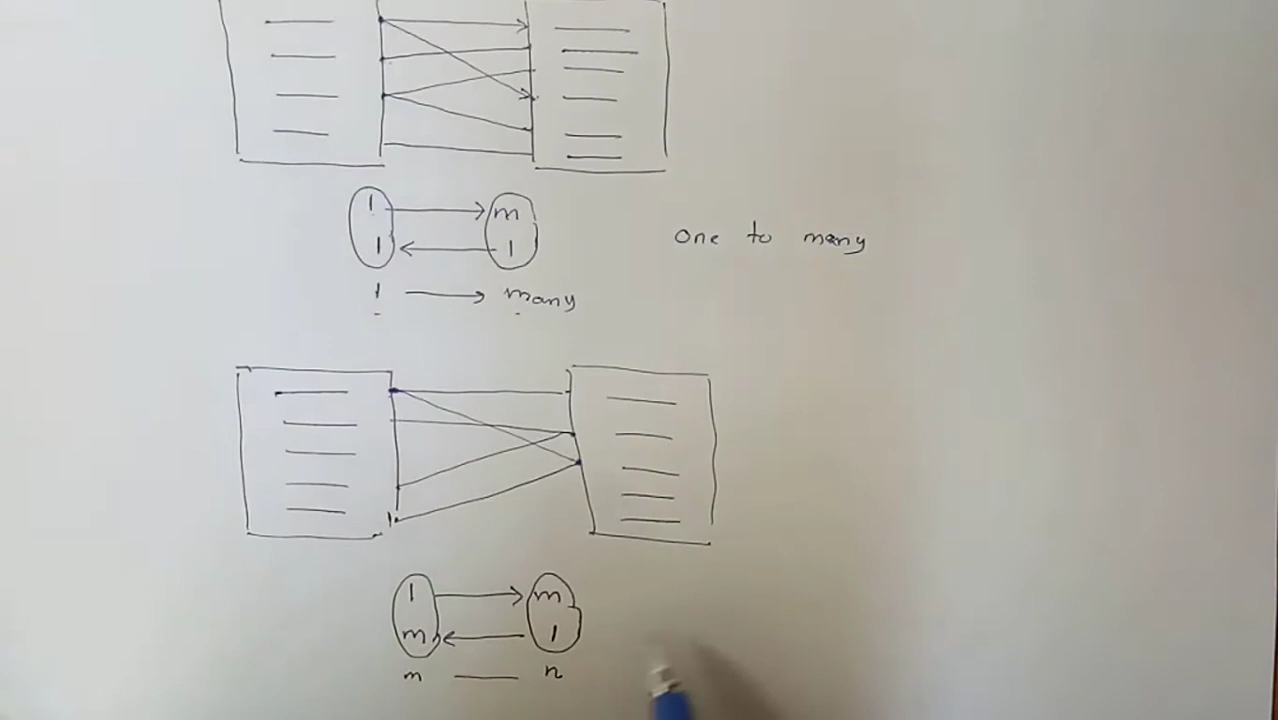 1 → m
1 ← 1
One to many
1 → many
1 → m
m ← 1
m — n